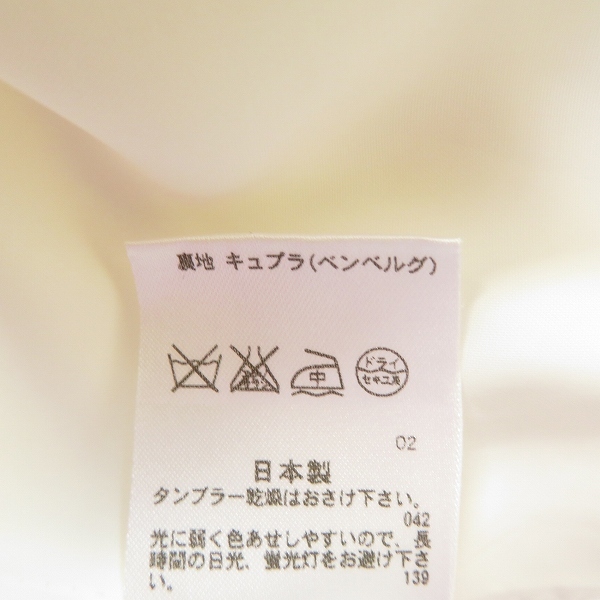 裏地 キュプラ(ベンベルグ)
中
ドライ
セキユ系
02
日本製
タンブラー乾燥はおさけ下さい。
042
光に弱く色あせしやすいので、長
時間の日光、蛍光灯をお避け下さ
い。 139